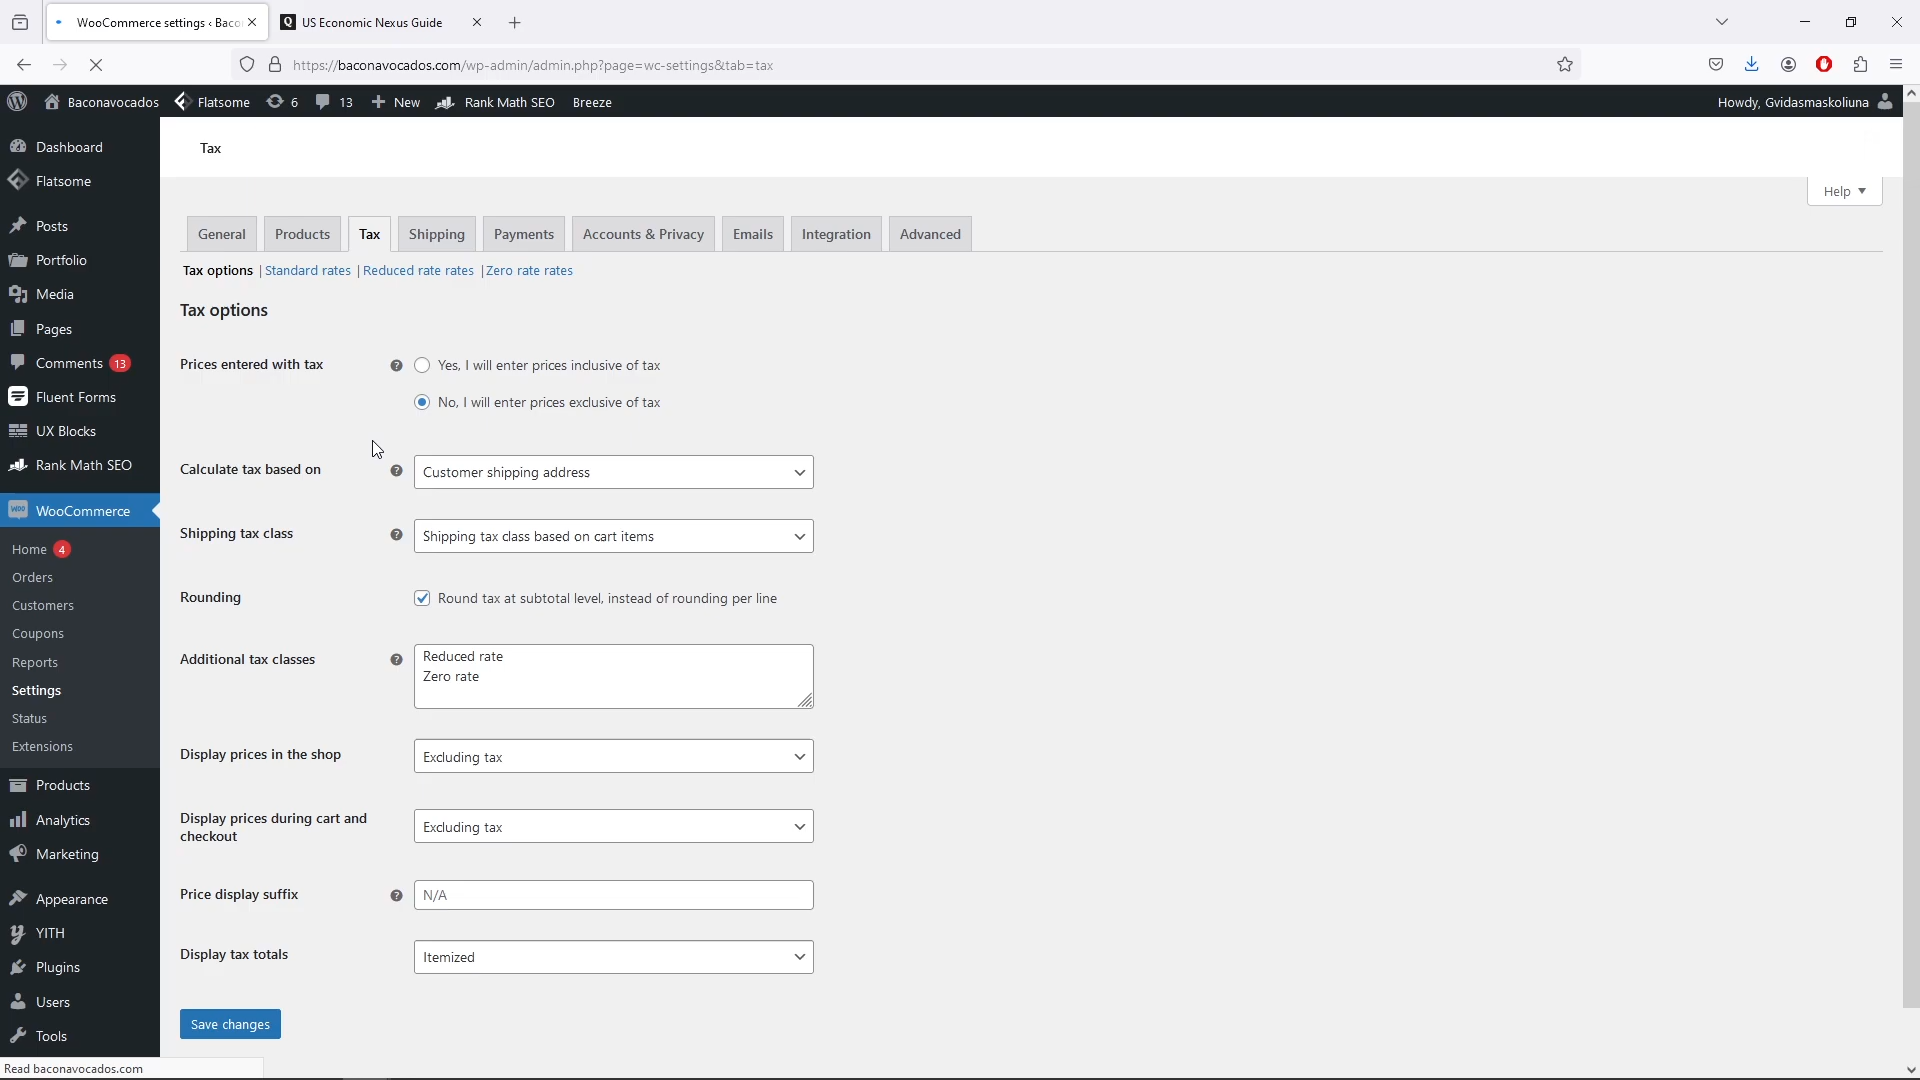 WooCommerce settings ‹ Baco
US Economic Nexus Guide
https://baconavocados.com/wp-admin/admin.php?page=wc-settings&tab=tax
Baconavocados
Flatsome
6
13
New
Rank Math SEO
Breeze
Howdy, Gvidasmaskoliuna
Dashboard
Flatsome
Posts
Portfolio
Media
Pages
Comments 13
Fluent Forms
UX Blocks
Rank Math SEO
WooCommerce
Home 4
Orders
Customers
Coupons
Reports
Settings
Status
Extensions
Products
Analytics
Marketing
Appearance
YITH
Plugins
Users
Tools
Read baconavocados.com
Tax
Help
General
Products
Tax
Shipping
Payments
Accounts & Privacy
Emails
Integration
Advanced
Tax options | Standard rates | Reduced rate rates | Zero rate rates
Tax options
Prices entered with tax
Yes, I will enter prices inclusive of tax
No, I will enter prices exclusive of tax
Calculate tax based on
Customer shipping address
Shipping tax class
Shipping tax class based on cart items
Rounding
Round tax at subtotal level, instead of rounding per line
Additional tax classes
Reduced rate
Zero rate
Display prices in the shop
Excluding tax
Display prices during cart and
checkout
Excluding tax
Price display suffix
N/A
Display tax totals
Itemized
Save changes